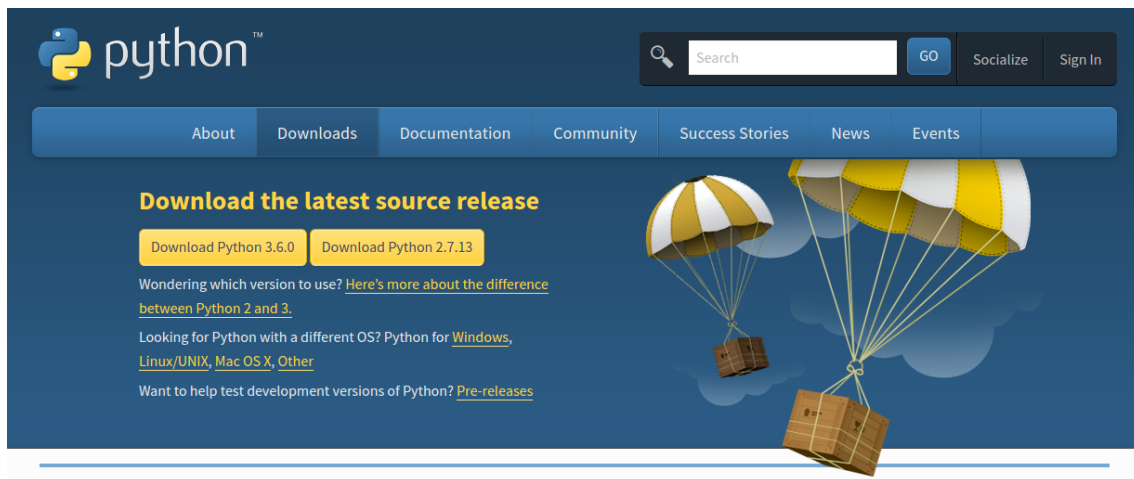 python™
Search
GO
Socialize
Sign In
About
Downloads
Documentation
Community
Success Stories
News
Events
Download the latest source release
Download Python 3.6.0
Download Python 2.7.13
Wondering which version to use? Here's more about the difference
between Python 2 and 3.
Looking for Python with a different OS? Python for Windows,
Linux/UNIX, Mac OS X, Other
Want to help test development versions of Python? Pre-releases